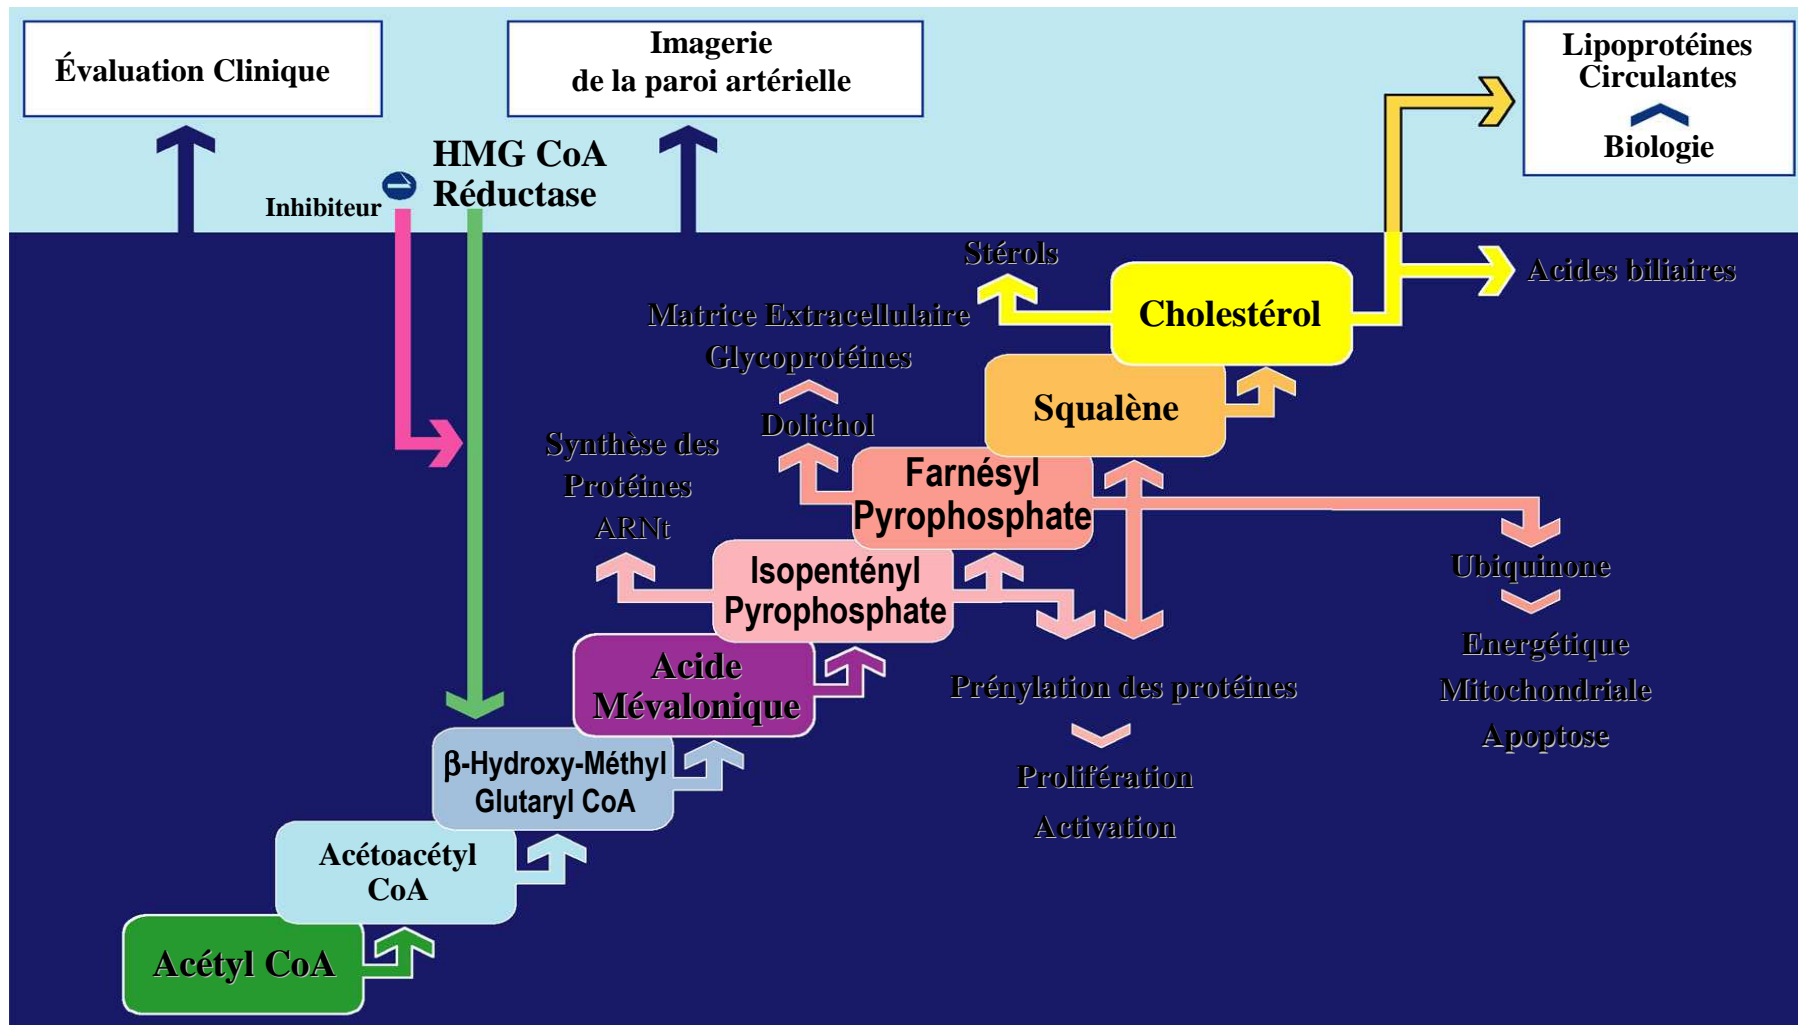 Évaluation Clinique
Imagerie
de la paroi artérielle
Lipoprotéines
Circulantes
Biologie
HMG CoA
Réductase
Inhibiteur
Stérols
Cholestérol
Acides biliaires
Matrice Extracellulaire
Glycoprotéines
Dolichol
Squalène
Synthèse des
Protéines
ARNt
Farnésyl
Pyrophosphate
Isopentényl
Pyrophosphate
Ubiquinone
Energétique
Mitochondriale
Apoptose
Acide
Mévalonique
Prénylation des protéines
Prolifération
Activation
β-Hydroxy-Méthyl
Glutaryl CoA
Acétoacétyl
CoA
Acétyl CoA